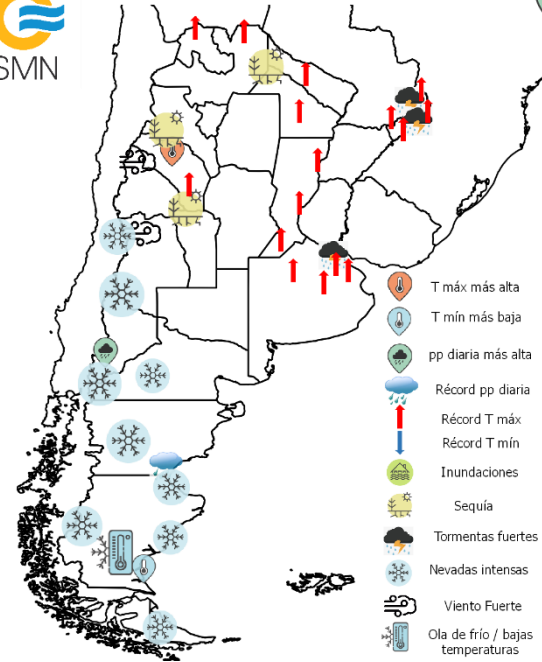 SMN
T máx más alta
T mín más baja
pp diaria más alta
Récord pp diaria
Récord T máx
Récord T mín
Inundaciones
Sequía
Tormentas fuertes
Nevadas intensas
Viento Fuerte
Ola de frío / bajas
temperaturas